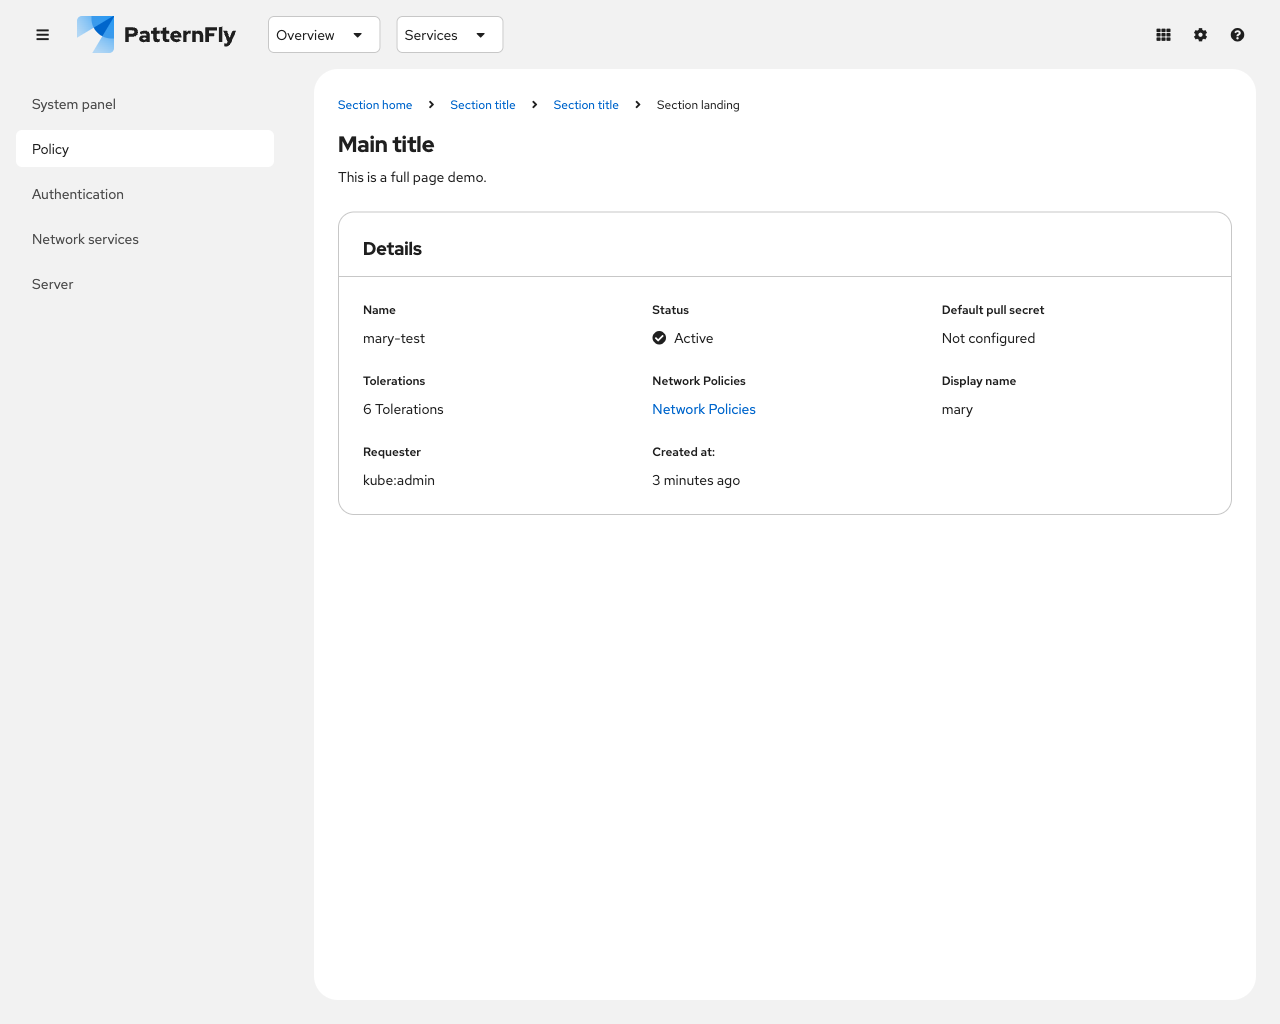 PatternFly
Overview
Services
System panel
Policy
Authentication
Network services
Server
Section home
Section title
Section title
Section landing
Main title
This is a full page demo.
Details
Name
mary-test
Status
Active
Default pull secret
Not configured
Tolerations
6 Tolerations
Network Policies
Network Policies
Display name
mary
Requester
kube:admin
Created at:
3 minutes ago